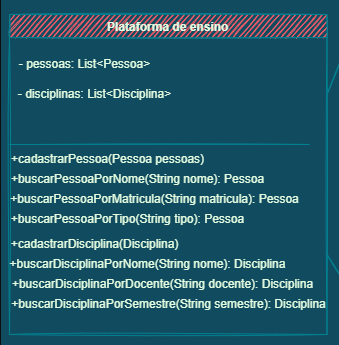 Plataforma de ensino
- pessoas: List<Pessoa>
- disciplinas: List<Disciplina>
+cadastrarPessoa(Pessoa pessoas)
+buscarPessoaPorNome(String nome): Pessoa
+buscarPessoaPorMatricula(String matricula): Pessoa
+buscarPessoaPorTipo(String tipo): Pessoa
+cadastrarDisciplina(Disciplina)
+buscarDisciplinaPorNome(String nome): Disciplina
+buscarDisciplinaPorDocente(String docente): Disciplina
+buscarDisciplinaPorSemestre(String semestre): Disciplina